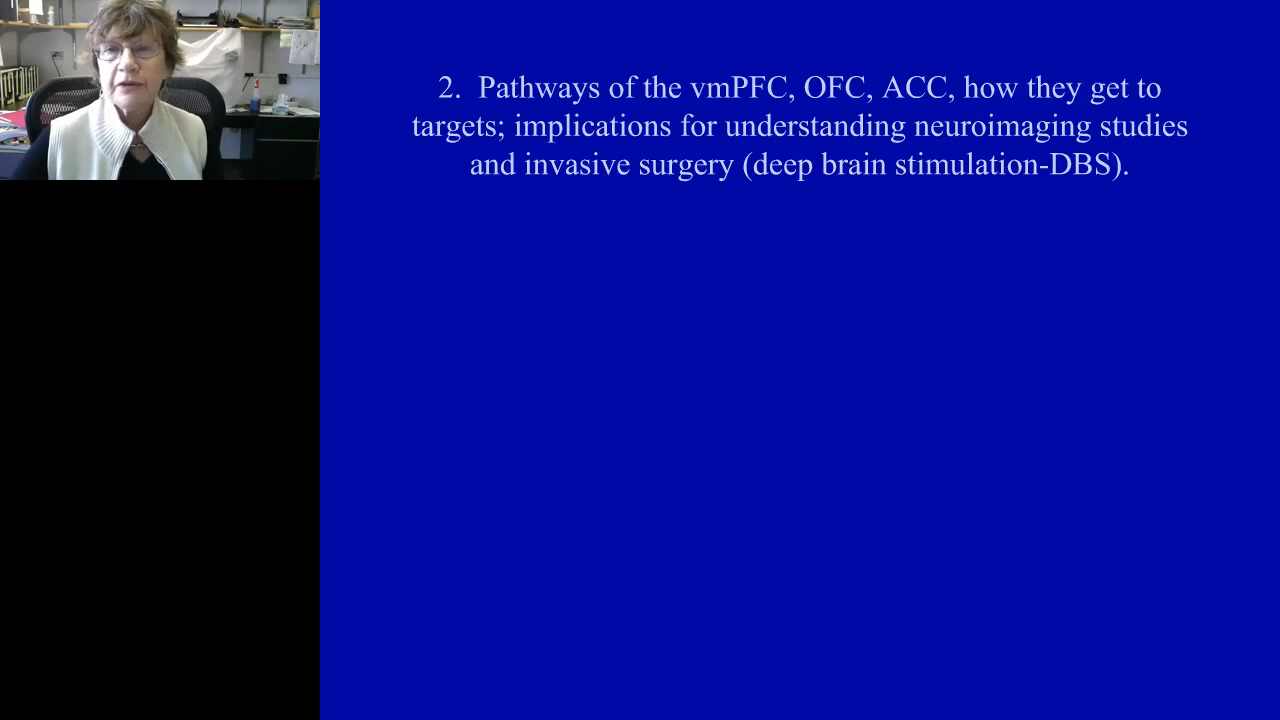 2. Pathways of the vmPFC, OFC, ACC, how they get to
targets; implications for understanding neuroimaging studies
and invasive surgery (deep brain stimulation-DBS).